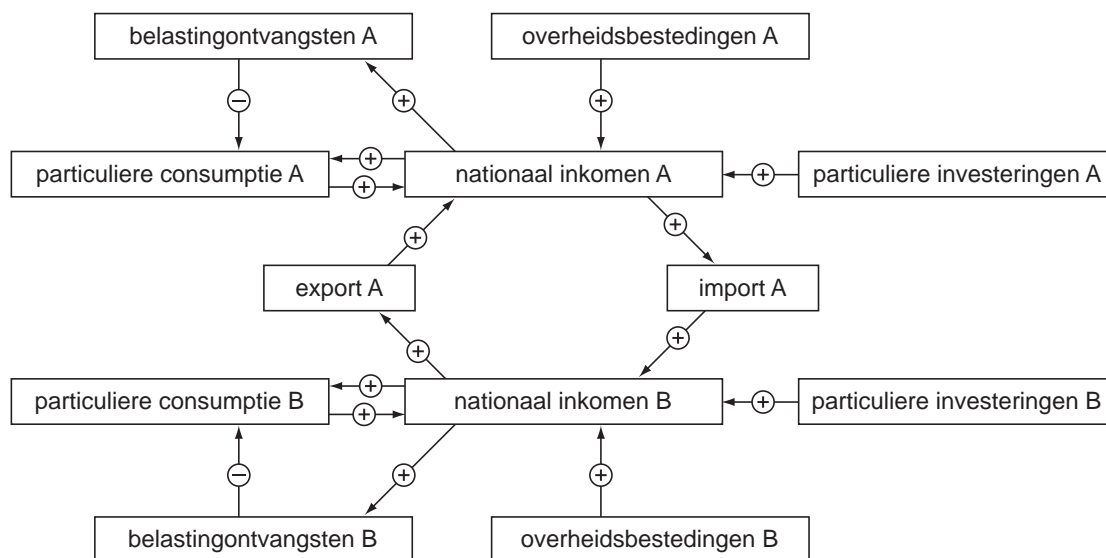 belastingontvangsten A
overheidsbestedingen A
−
+
+
particuliere consumptie A
+
+
nationaal inkomen A
+
particuliere investeringen A
+
+
export A
import A
+
+
particuliere consumptie B
+
+
nationaal inkomen B
+
particuliere investeringen B
−
+
+
belastingontvangsten B
overheidsbestedingen B